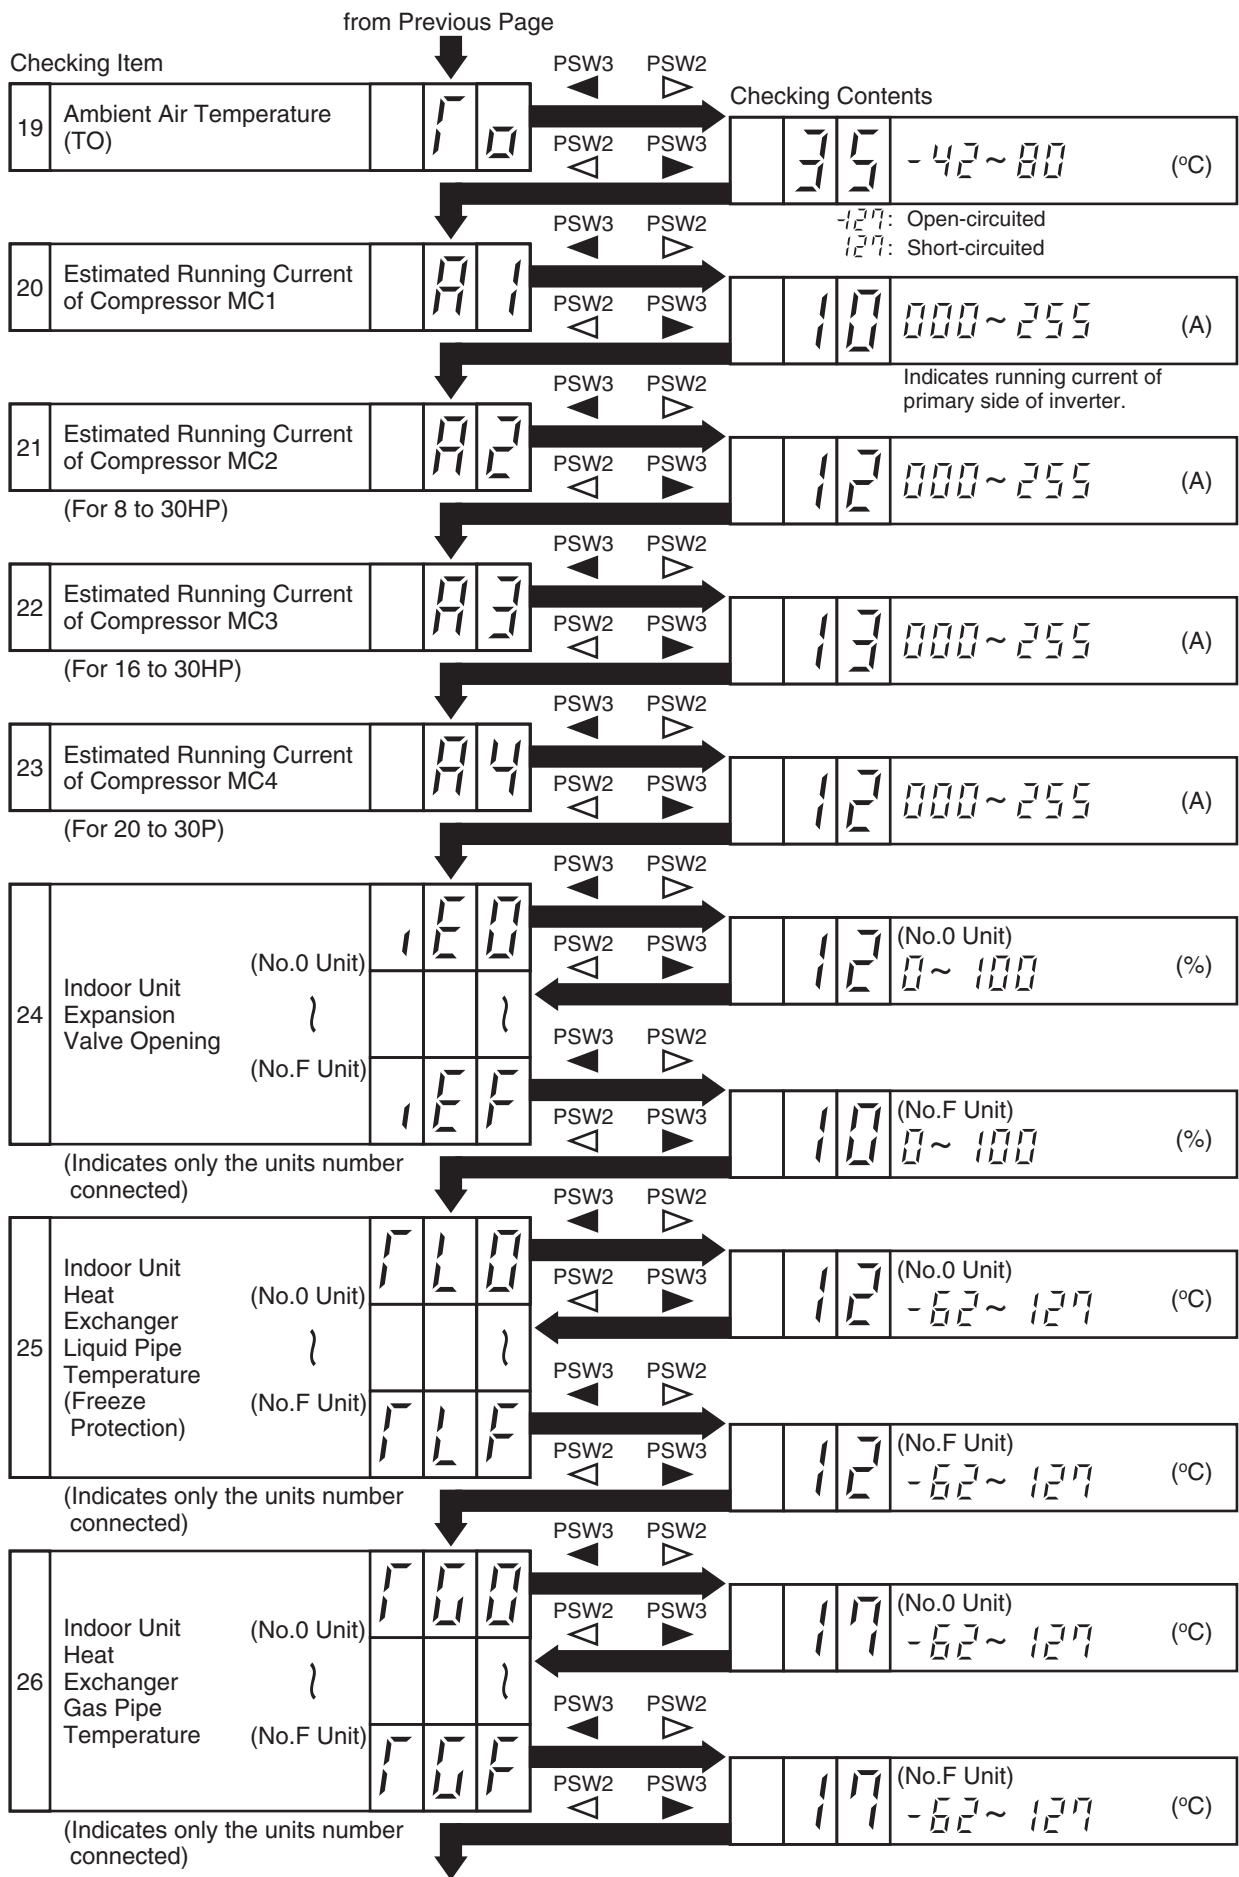 from Previous Page
Checking Item
PSW3 PSW2
Checking Contents
19 Ambient Air Temperature
(TO)
To
PSW2 PSW3
35 -42~80 (°C)
-127: Open-circuited
127: Short-circuited
PSW3 PSW2
20 Estimated Running Current
of Compressor MC1
A1
PSW2 PSW3
10 000~255 (A)
Indicates running current of
primary side of inverter.
PSW3 PSW2
21 Estimated Running Current
of Compressor MC2
A2
(For 8 to 30HP)
PSW2 PSW3
12 000~255 (A)
PSW3 PSW2
22 Estimated Running Current
of Compressor MC3
A3
(For 16 to 30HP)
PSW2 PSW3
13 000~255 (A)
PSW3 PSW2
23 Estimated Running Current
of Compressor MC4
A4
(For 20 to 30P)
PSW2 PSW3
12 000~255 (A)
PSW3 PSW2
24 Indoor Unit
Expansion
Valve Opening
(No.0 Unit) iE0
~ ~
(No.F Unit) iEF
(Indicates only the units number
connected)
PSW2 PSW3
12 (No.0 Unit)
0~ 100 (%)
PSW3 PSW2
PSW2 PSW3
10 (No.F Unit)
0~ 100 (%)
PSW3 PSW2
25 Indoor Unit
Heat
Exchanger
Liquid Pipe
Temperature
(Freeze
Protection)
(No.0 Unit) TL0
~ ~
(No.F Unit) TLF
(Indicates only the units number
connected)
PSW2 PSW3
12 (No.0 Unit)
-62~ 127 (°C)
PSW3 PSW2
PSW2 PSW3
12 (No.F Unit)
-62~ 127 (°C)
PSW3 PSW2
26 Indoor Unit
Heat
Exchanger
Gas Pipe
Temperature
(No.0 Unit) TG0
~ ~
(No.F Unit) TGF
(Indicates only the units number
connected)
PSW2 PSW3
17 (No.0 Unit)
-62~ 127 (°C)
PSW3 PSW2
PSW2 PSW3
17 (No.F Unit)
-62~ 127 (°C)